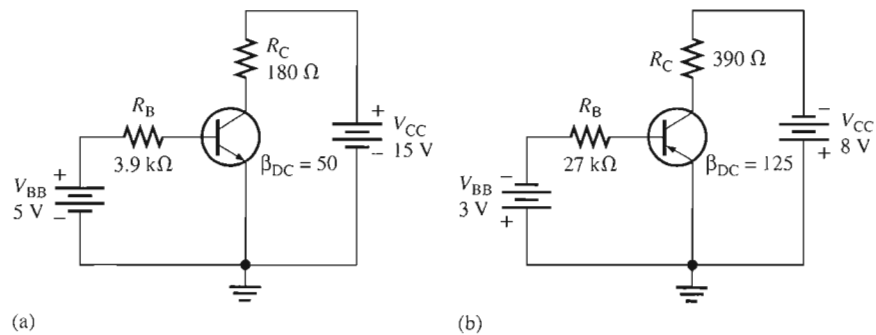 R_C
180 Ω
R_B
3.9 kΩ
+
V_BB
5 V
−
β_DC = 50
+
V_CC
−
15 V
(a)
R_C 390 Ω
R_B
27 kΩ
−
V_BB
3 V
+
β_DC = 125
−
V_CC
8 V
+
(b)